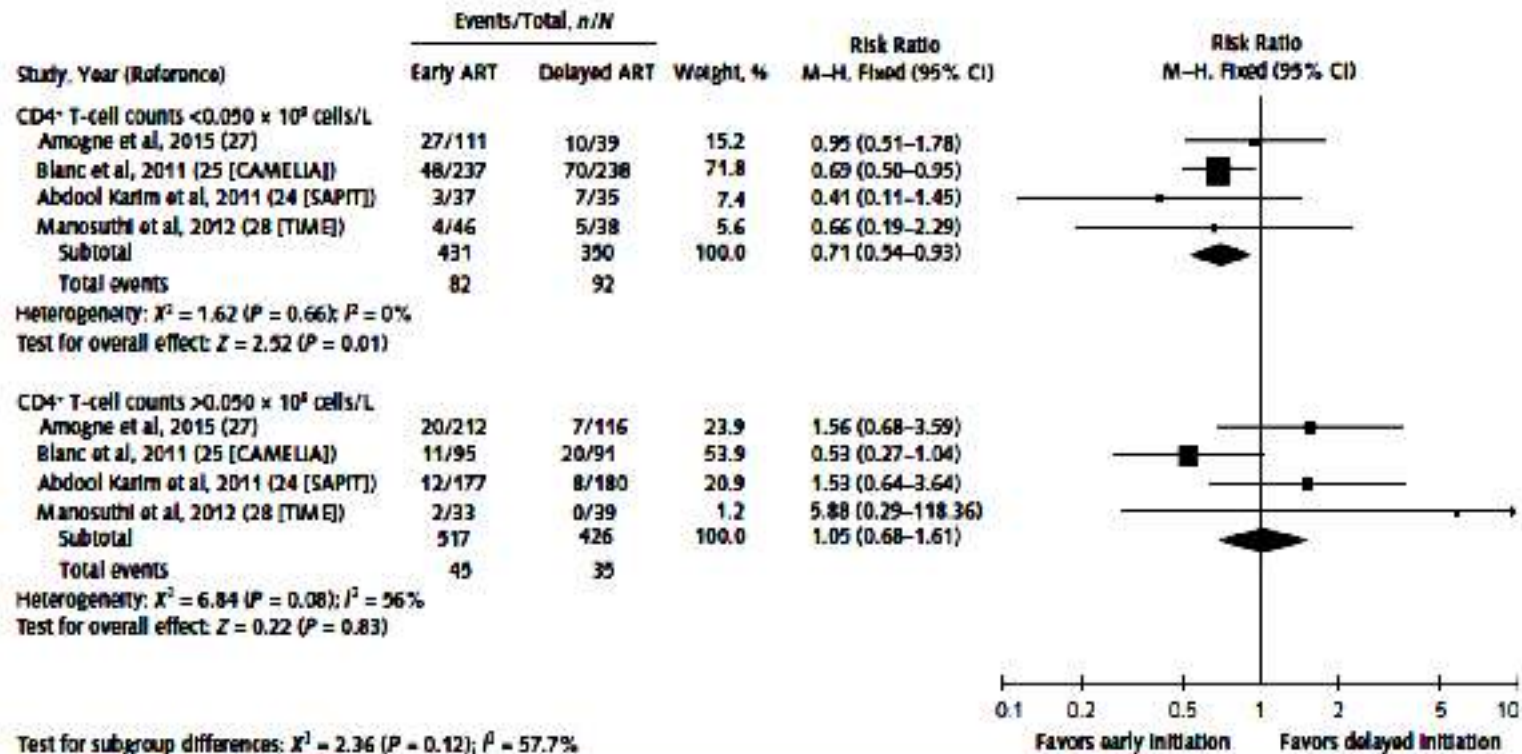 Events/Total, n/N
Study, Year (Reference) Early ART Delayed ART Weight, % Risk Ratio M–H, Fixed (95% CI) Risk Ratio M–H, Fixed (95% CI)
CD4+ T-cell counts <0.050 × 10⁹ cells/L
Amogne et al, 2015 (27) 27/111 10/39 15.2 0.95 (0.51–1.78)
Blanc et al, 2011 (25 [CAMELIA]) 48/237 70/238 71.8 0.69 (0.50–0.95)
Abdool Karim et al, 2011 (24 [SAPIT]) 3/37 7/35 7.4 0.41 (0.11–1.45)
Manosuthi et al, 2012 (28 [TIME]) 4/46 5/38 5.6 0.66 (0.19–2.29)
Subtotal 431 350 100.0 0.71 (0.54–0.93)
Total events 82 92
Heterogeneity: X² = 1.62 (P = 0.66); I² = 0%
Test for overall effect: Z = 2.52 (P = 0.01)
CD4+ T-cell counts >0.050 × 10⁹ cells/L
Amogne et al, 2015 (27) 20/212 7/116 23.9 1.56 (0.68–3.59)
Blanc et al, 2011 (25 [CAMELIA]) 11/95 20/91 53.9 0.53 (0.27–1.04)
Abdool Karim et al, 2011 (24 [SAPIT]) 12/177 8/180 20.9 1.53 (0.64–3.64)
Manosuthi et al, 2012 (28 [TIME]) 2/33 0/39 1.2 5.88 (0.29–118.36)
Subtotal 517 426 100.0 1.05 (0.68–1.61)
Total events 45 35
Heterogeneity: X² = 6.84 (P = 0.08); I² = 56%
Test for overall effect: Z = 0.22 (P = 0.83)
0.1 0.2 0.5 1 2 5 10
Test for subgroup differences: X² = 2.36 (P = 0.12); I² = 57.7% Favors early initiation Favors delayed initiation